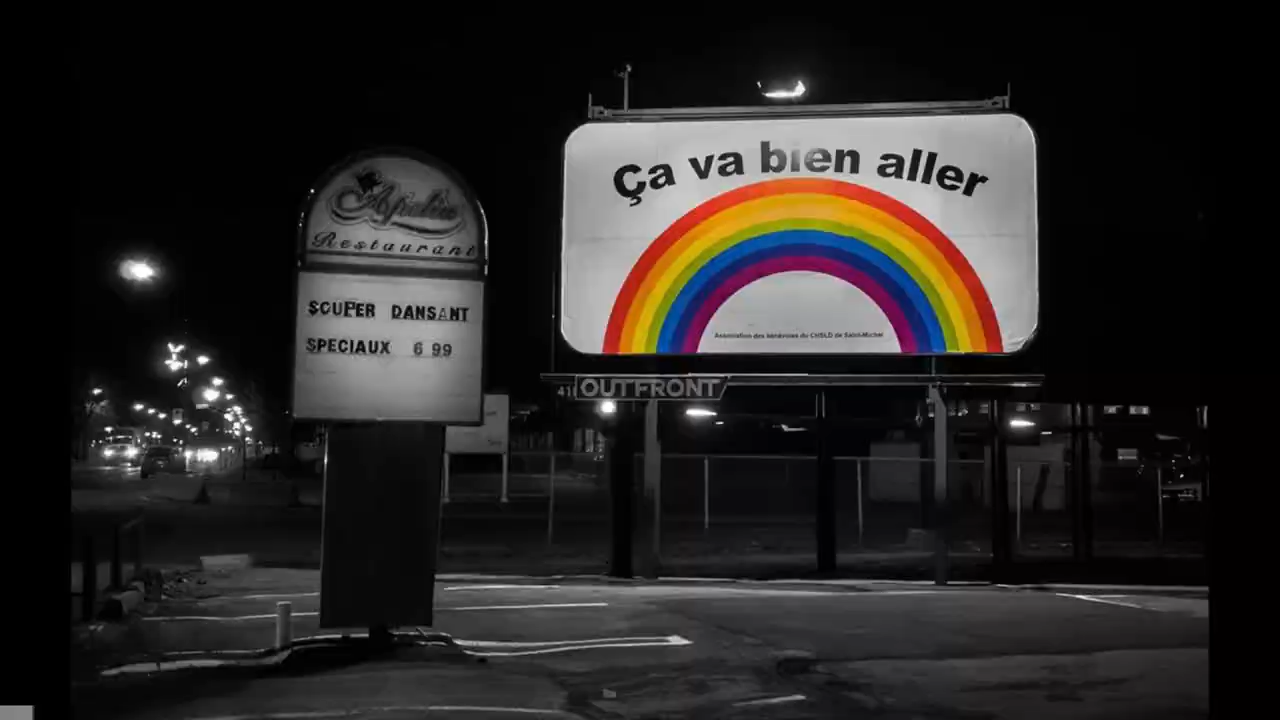 Restaurant
SOUPER DANSANT
SPECIAUX 6 99
Ça va bien aller
Association des bénévoles du CHSLD de Saint-Michel
OUTFRONT